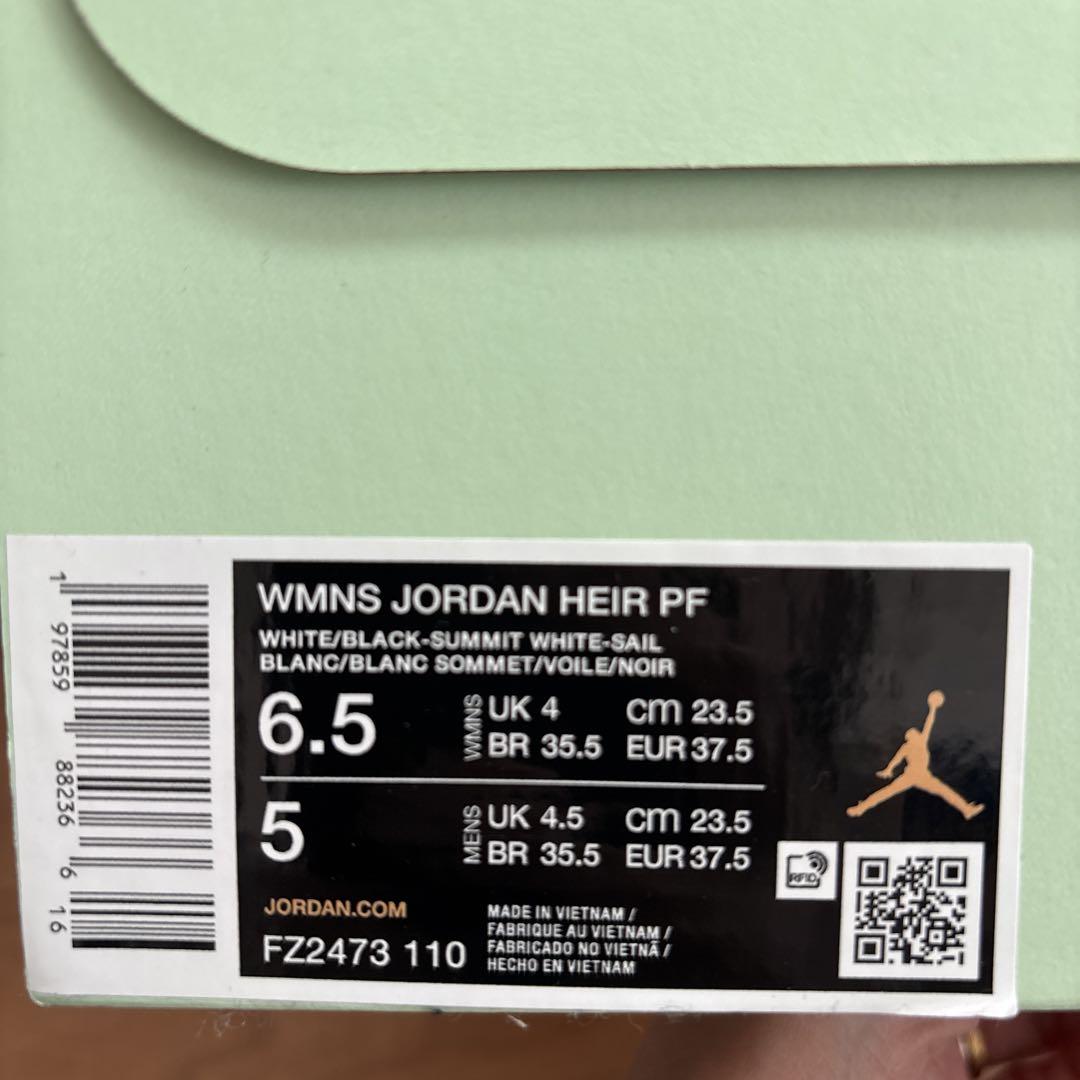 WMNS JORDAN HEIR PF
WHITE/BLACK-SUMMIT WHITE-SAIL
BLANC/BLANC SOMMET/VOILE/NOIR
6.5 WMNS UK 4 cm 23.5
BR 35.5 EUR 37.5
5 MENS UK 4.5 cm 23.5
BR 35.5 EUR 37.5
JORDAN.COM
FZ2473 110
MADE IN VIETNAM /
FABRIQUE AU VIETNAM /
FABRICADO NO VIETNÃ /
HECHO EN VIETNAM
RFID
1 97859 88236 6 16